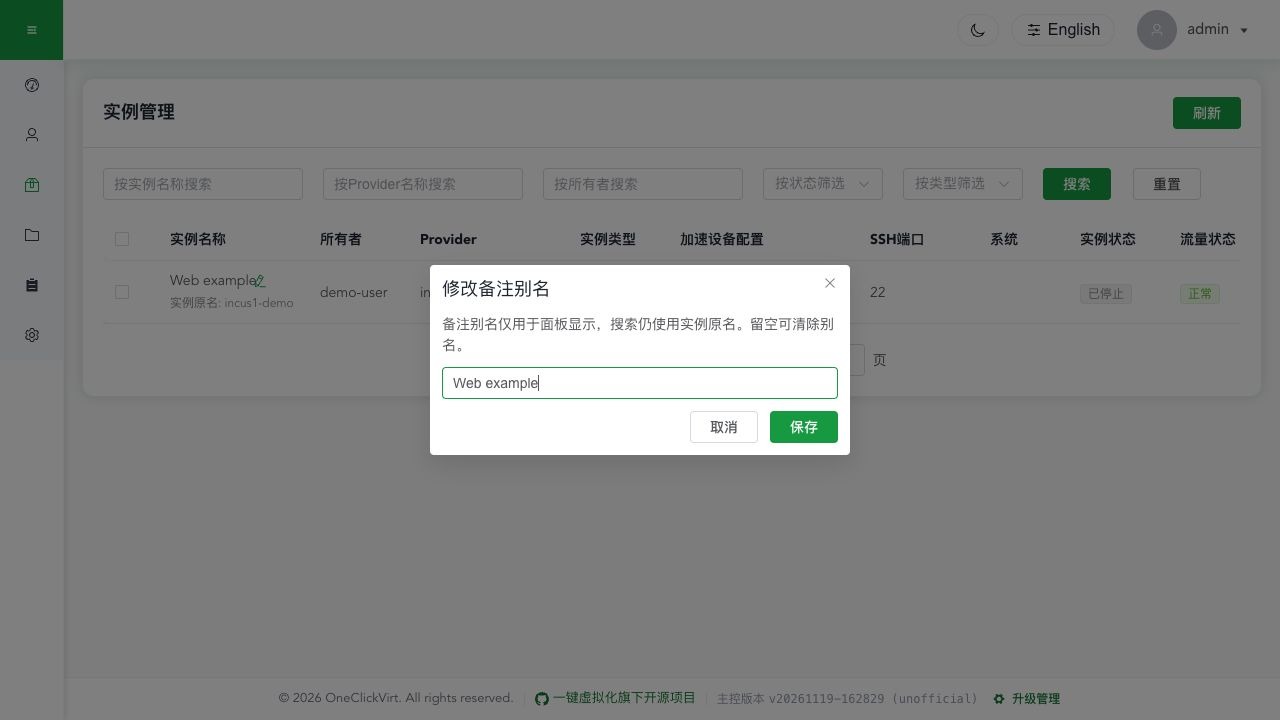 English
admin
实例管理
刷新
按实例名称搜索
按Provider名称搜索
按所有者搜索
按状态筛选
按类型筛选
搜索
重置
实例名称
所有者
Provider
实例类型
加速设备配置
SSH端口
系统
实例状态
流量状态
Web example
实例原名: incus1-demo
demo-user
in
22
已停止
正常
页
修改备注别名
备注别名仅用于面板显示，搜索仍使用实例原名。留空可清除别
名。
Web example
取消
保存
© 2026 OneClickVirt. All rights reserved.
一键虚拟化旗下开源项目
主控版本 v20261119-162829 (unofficial)
升级管理